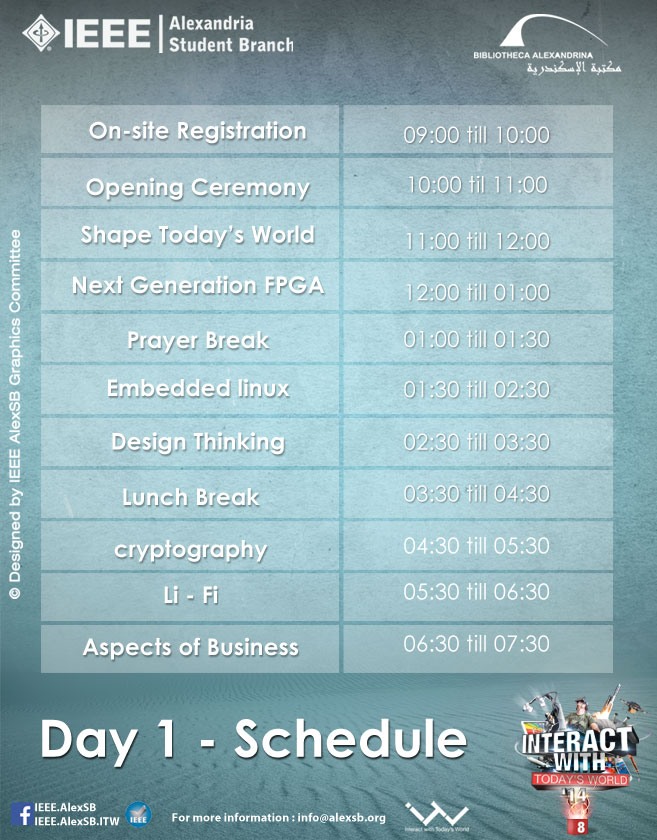 IEEE
Alexandria
Student Branch
BIBLIOTHECA ALEXANDRINA
مكتبة الإسكندرية
On-site Registration 09:00 till 10:00
Opening Ceremony 10:00 til 11:00
Shape Today's World 11:00 till 12:00
Next Generation FPGA 12:00 till 01:00
Prayer Break 01:00 till 01:30
Embedded linux 01:30 till 02:30
Design Thinking 02:30 till 03:30
Lunch Break 03:30 till 04:30
cryptography 04:30 till 05:30
Li - Fi 05:30 till 06:30
Aspects of Business 06:30 till 07:30
© Designed by IEEE AlexSB Graphics Committee
Day 1 - Schedule
INTERACT
WITH
TODAY'S WORLD
14
8
IEEE.AlexSB
IEEE.AlexSB.ITW
IEEE
For more information : info@alexsb.org
Interact with Today's World